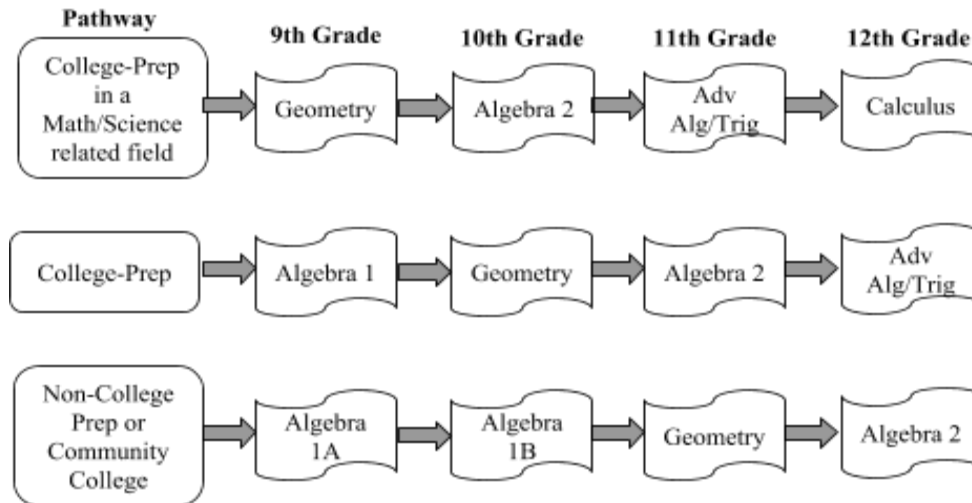 Pathway
9th Grade
10th Grade
11th Grade
12th Grade
College-Prep
in a
Math/Science
related field
Geometry
Algebra 2
Adv
Alg/Trig
Calculus
College-Prep
Algebra 1
Geometry
Algebra 2
Adv
Alg/Trig
Non-College
Prep or
Community
College
Algebra
1A
Algebra
1B
Geometry
Algebra 2